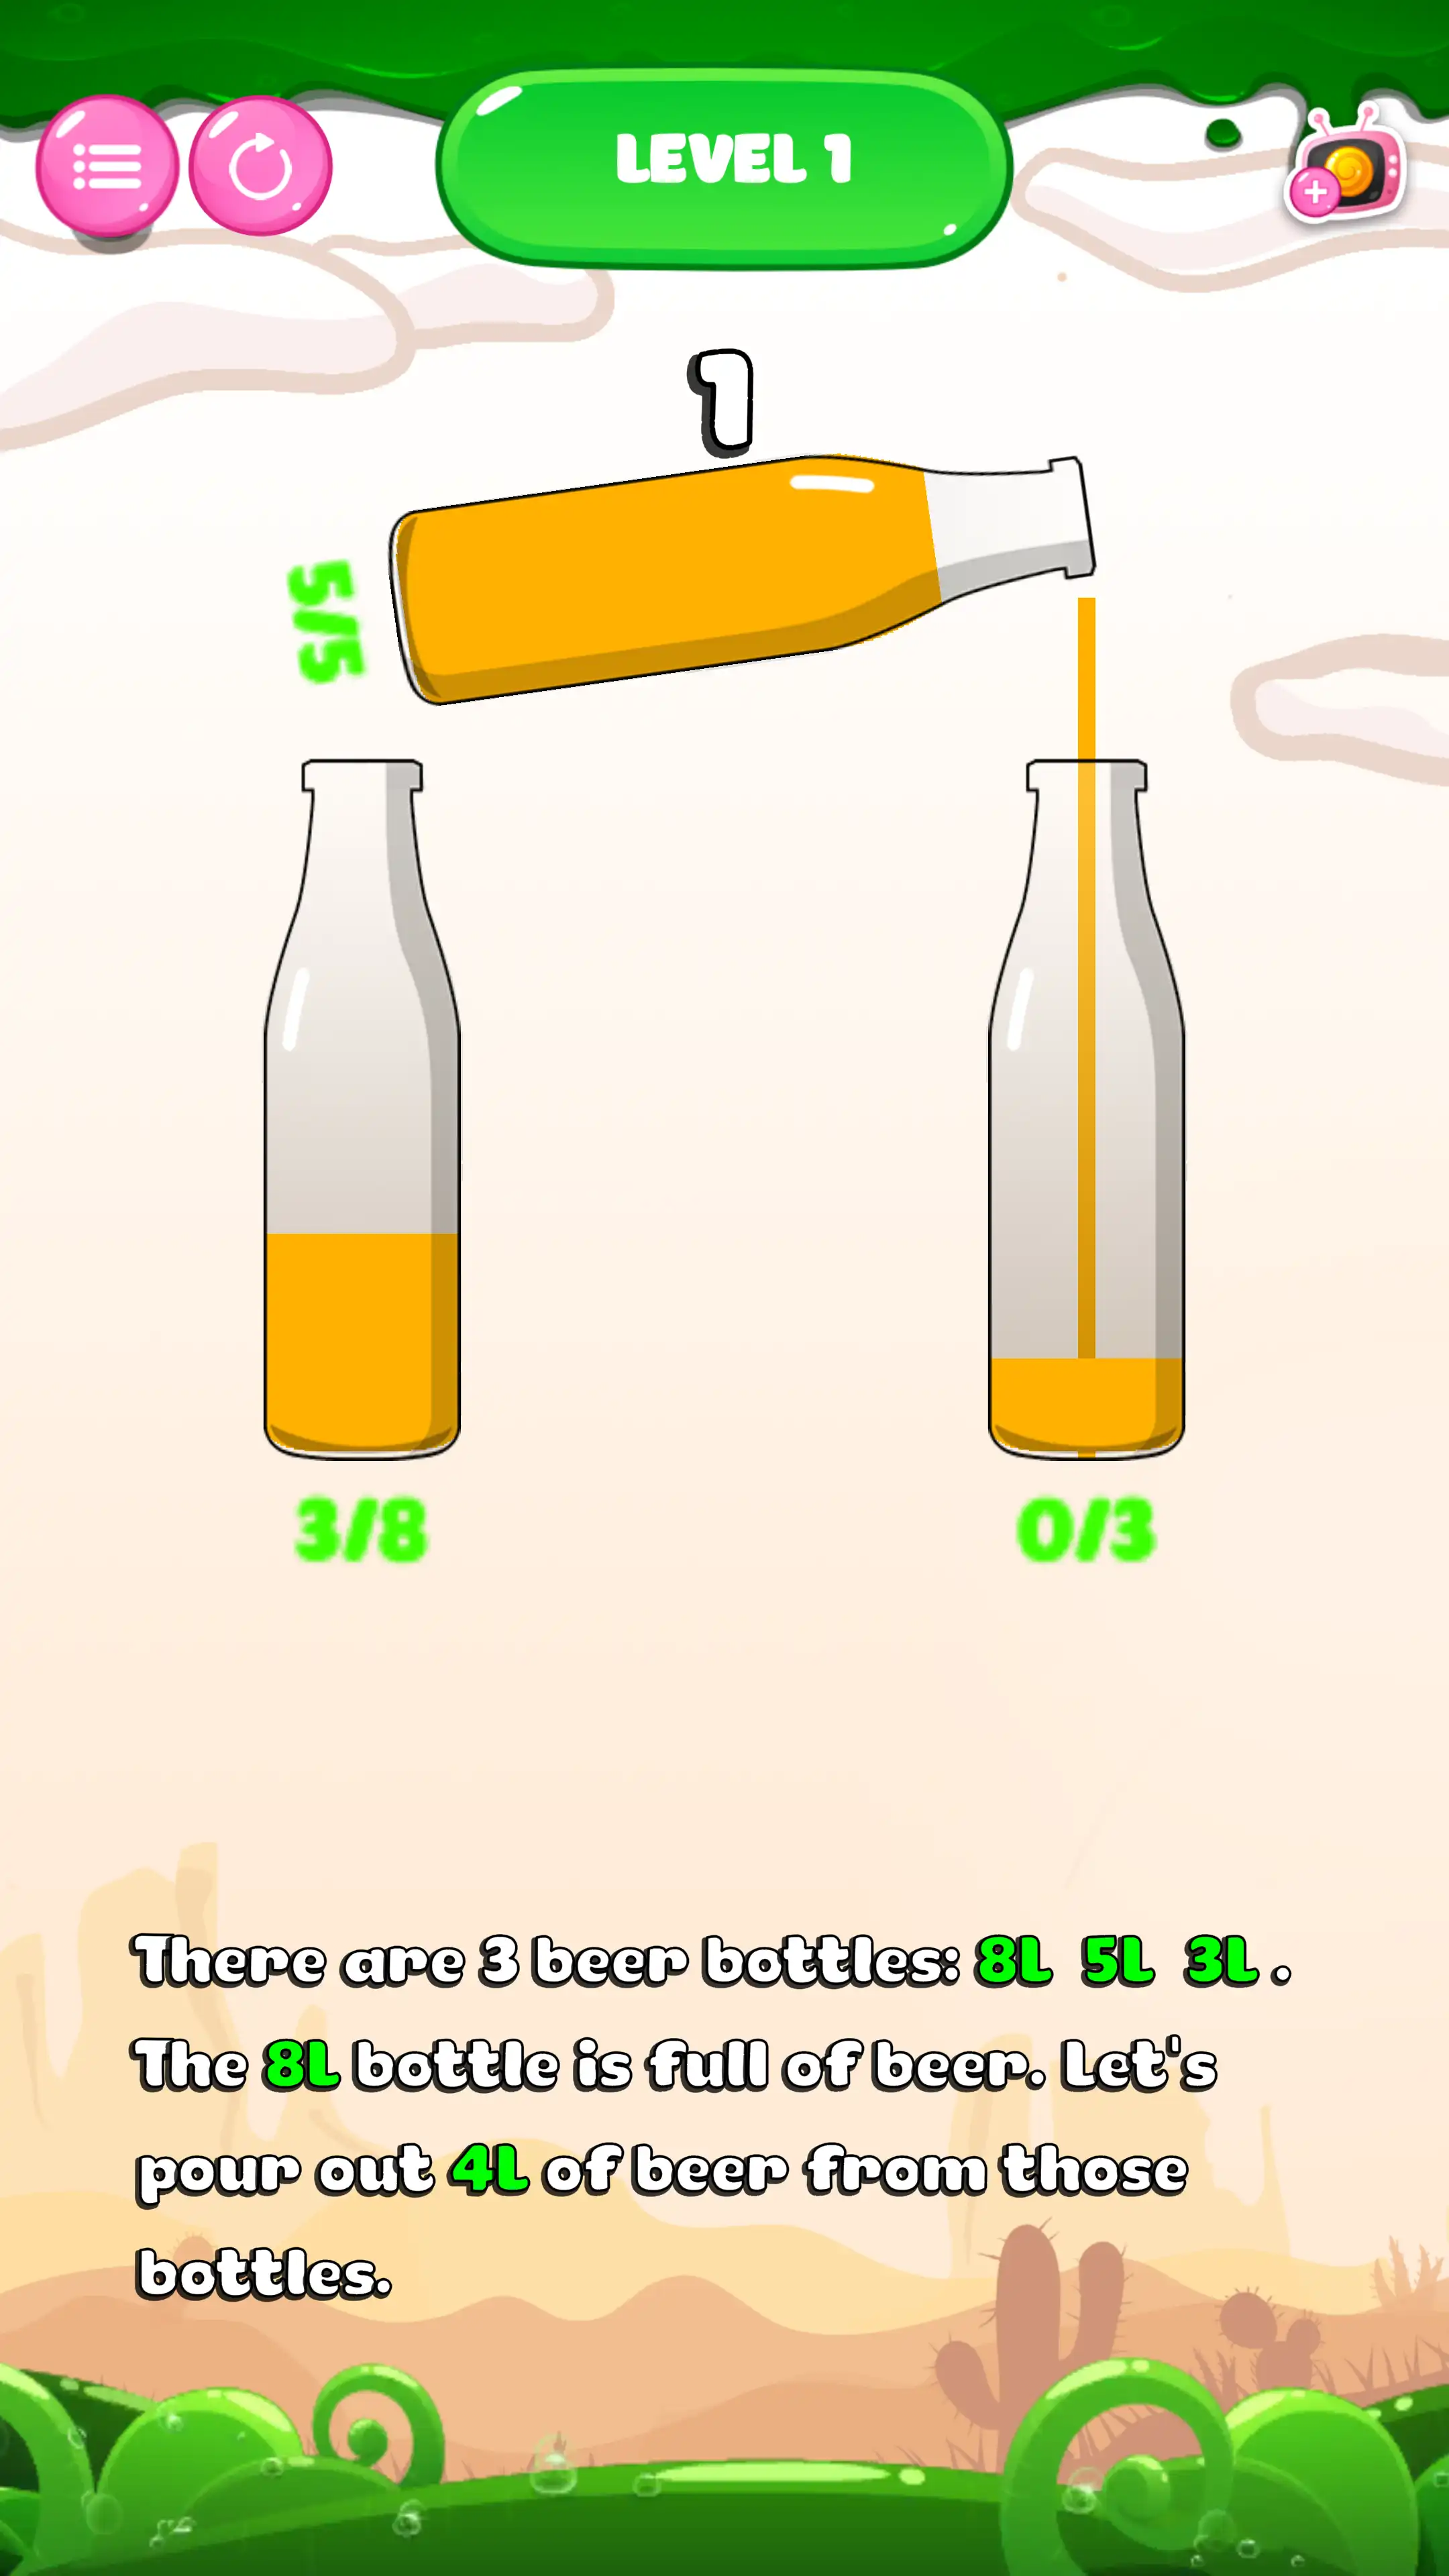 LEVEL 1
1
5/5
3/8
0/3
There are 3 beer bottles: 8L 5L 3L .
The 8L bottle is full of beer. Let's
pour out 4L of beer from those
bottles.